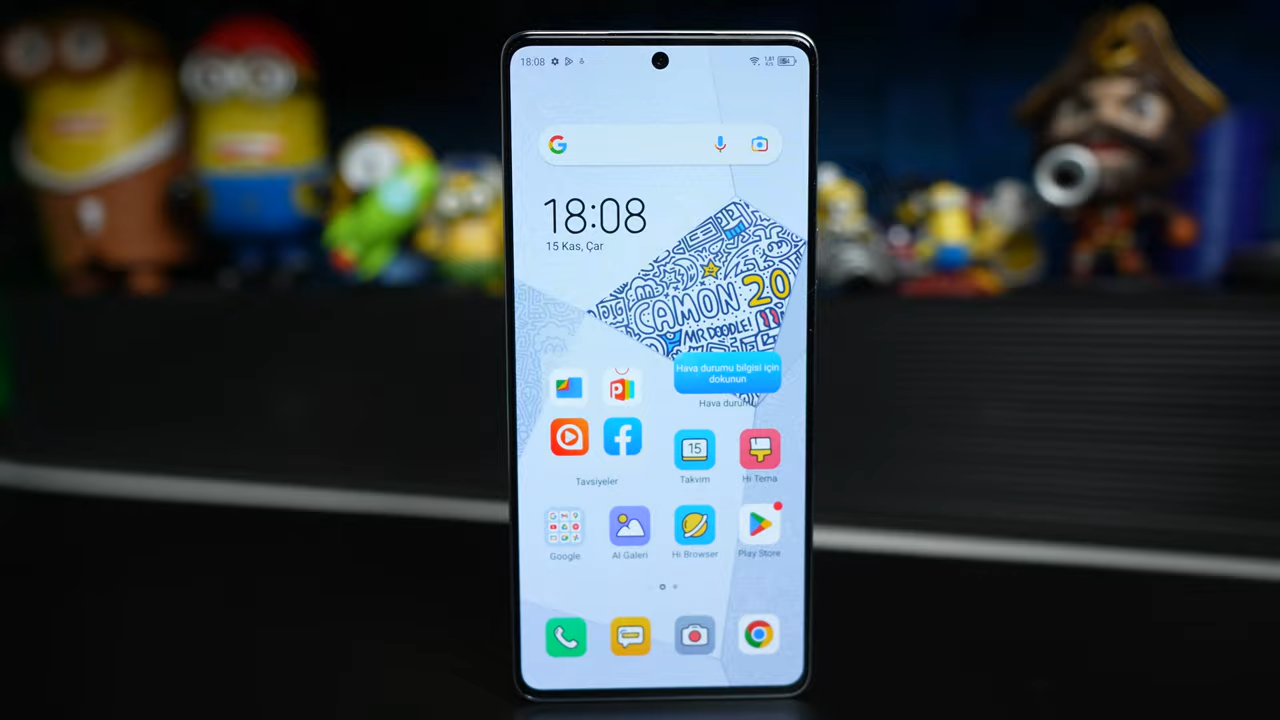 18:08
18:08
15 Kas, Çar
CAMON 20
MR DOODLE!
Hava durumu bilgisi için
dokunun
Hava durumu
15
Tavsiyeler
Takvim
Hi Tema
Google
AI Galeri
Hi Browser
Play Store